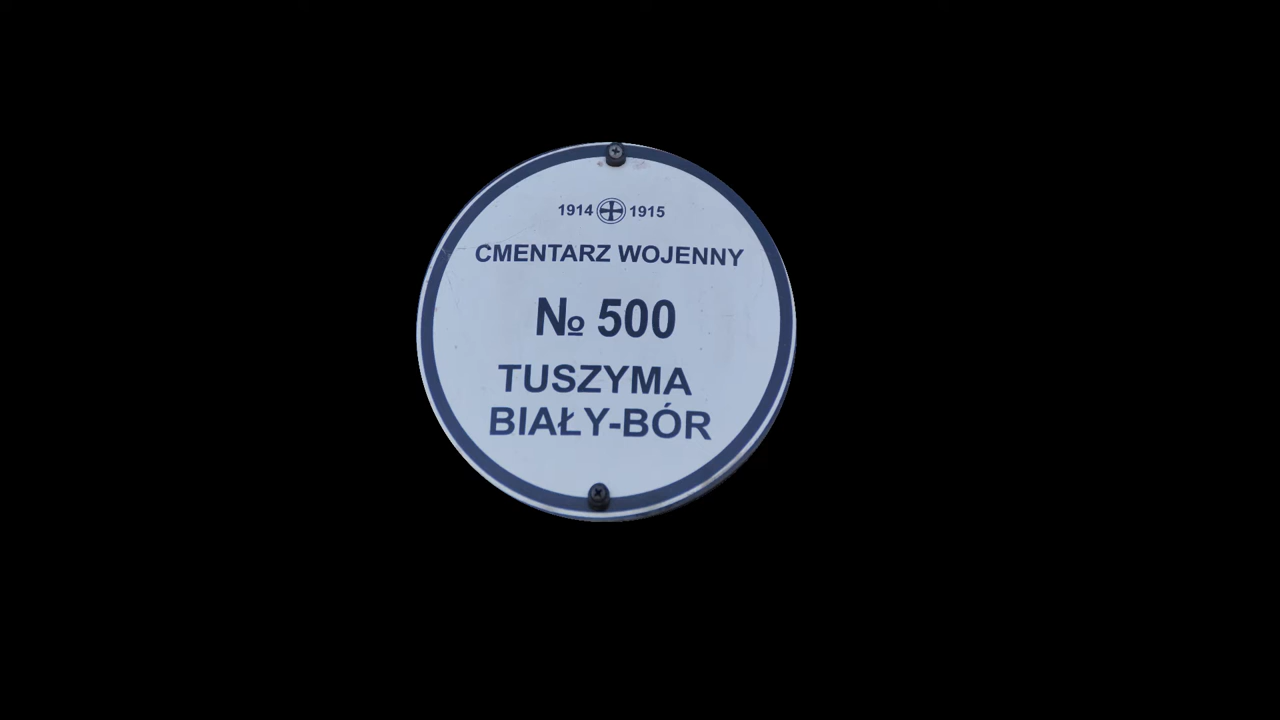 1914 1915
CMENTARZ WOJENNY
№ 500
TUSZYMA
BIAŁY-BÓR